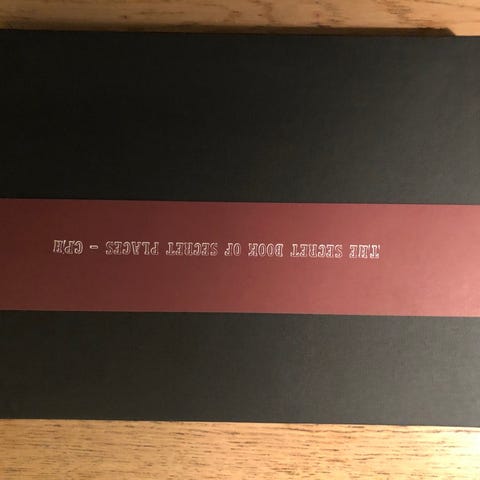 THE SECRET BOOK OF SECRET PLACES - CPH